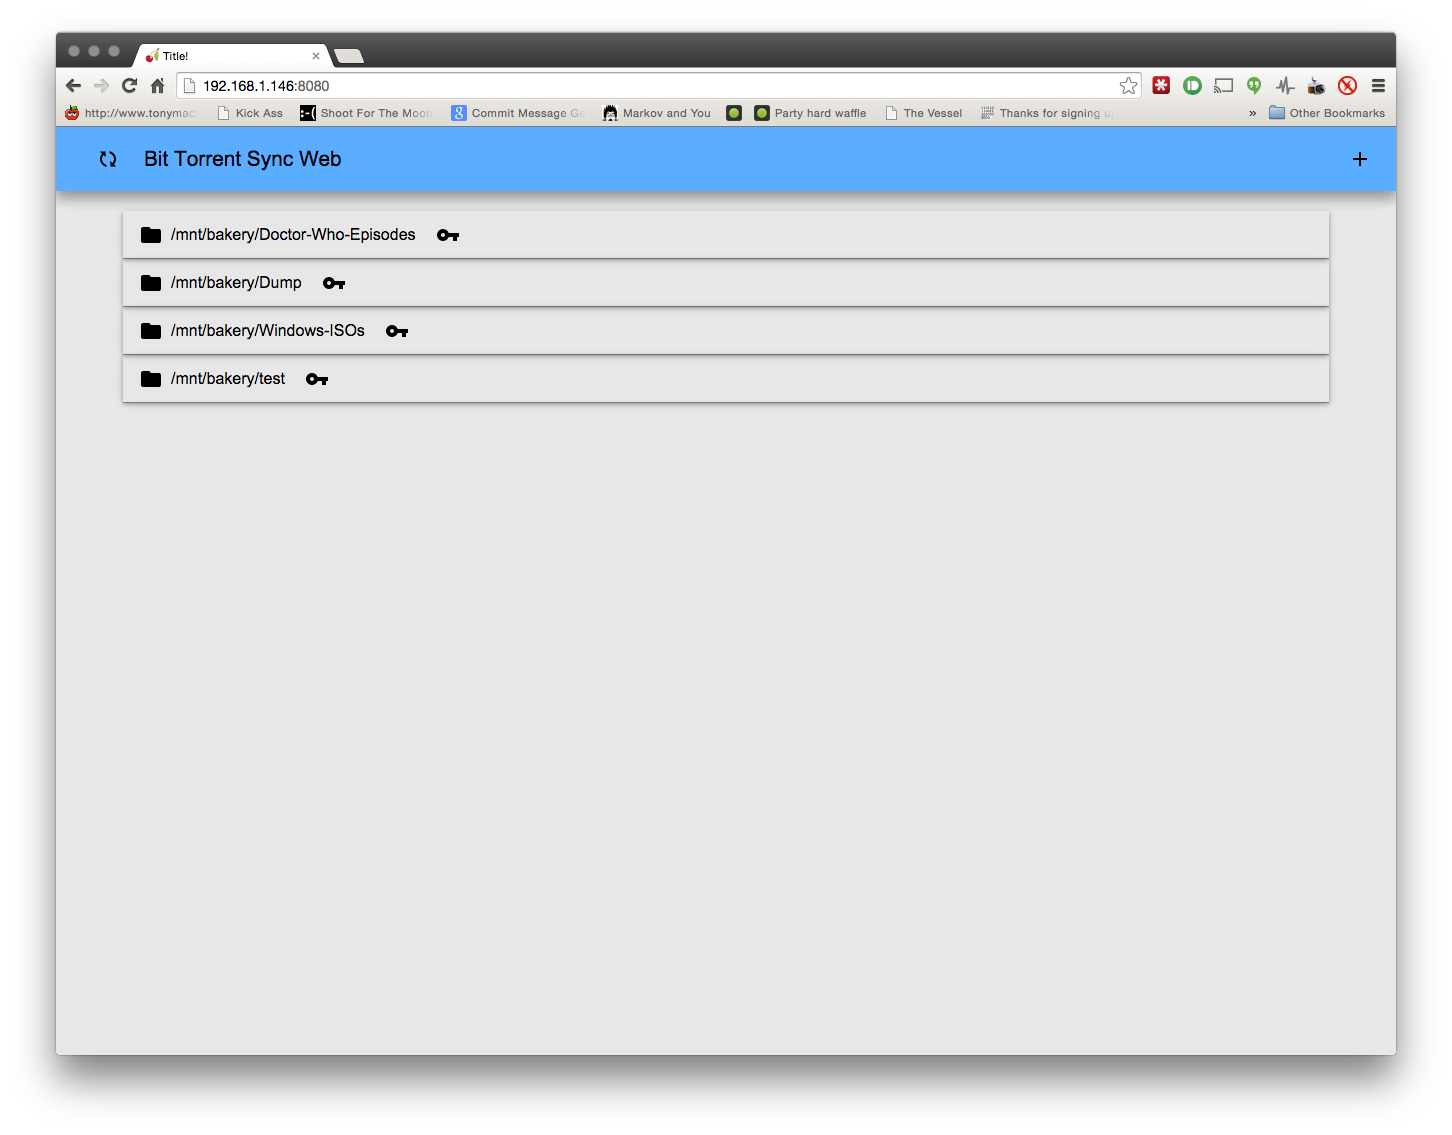 Title!
192.168.1.146:8080
http://www.tonymac Kick Ass Shoot For The Moon Commit Message Ge Markov and You Party hard waffle The Vessel Thanks for signing u » Other Bookmarks
Bit Torrent Sync Web
/mnt/bakery/Doctor-Who-Episodes
/mnt/bakery/Dump
/mnt/bakery/Windows-ISOs
/mnt/bakery/test